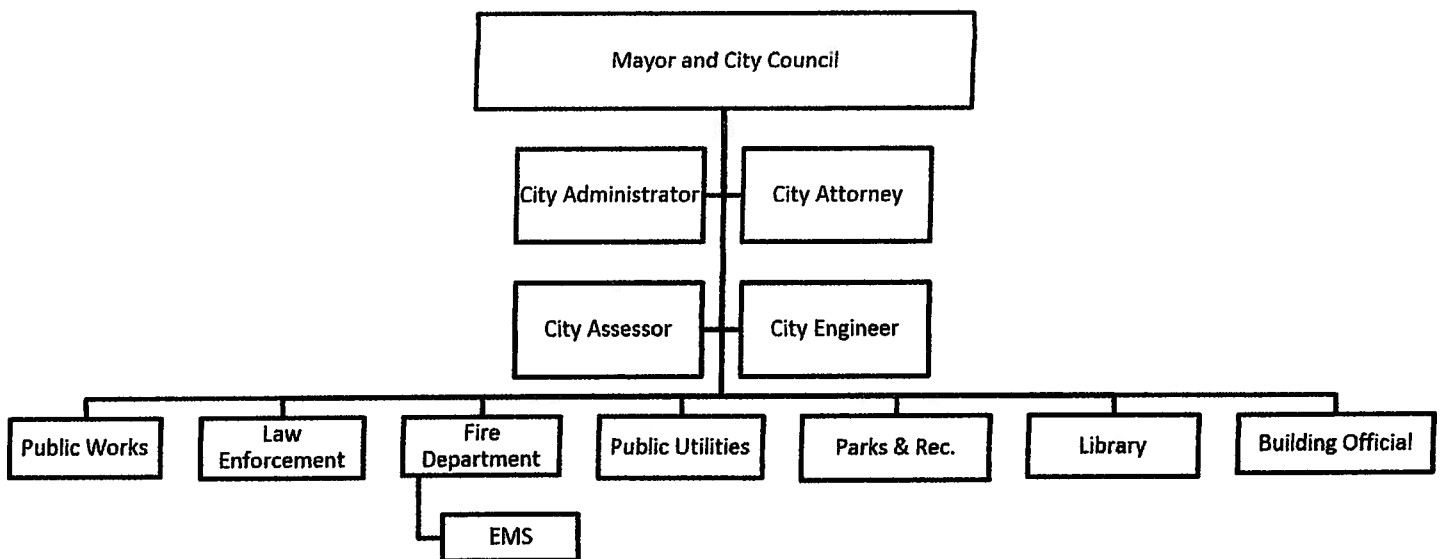 Mayor and City Council
City Administrator
City Attorney
City Assessor
City Engineer
Public Works
Law
Enforcement
Fire
Department
Public Utilities
Parks & Rec.
Library
Building Official
EMS